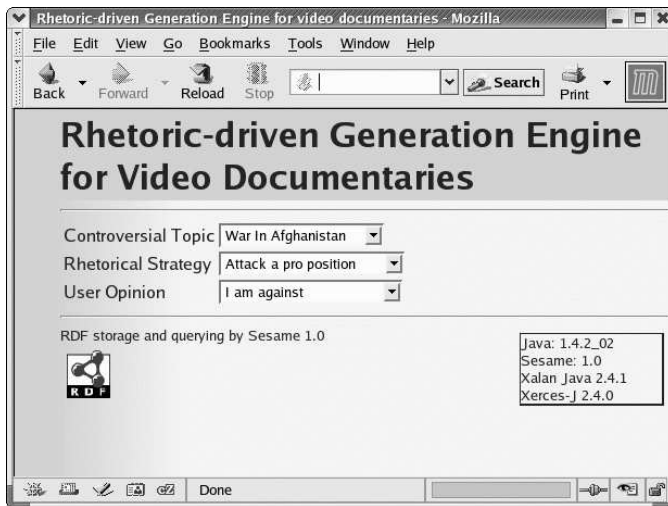 Rhetoric-driven Generation Engine for video documentaries - Mozilla
File Edit View Go Bookmarks Tools Window Help
Back Forward Reload Stop Search Print
Rhetoric-driven Generation Engine
for Video Documentaries
Controversial Topic War In Afghanistan
Rhetorical Strategy Attack a pro position
User Opinion I am against
RDF storage and querying by Sesame 1.0
RDF
Java: 1.4.2_02
Sesame: 1.0
Xalan Java 2.4.1
Xerces-J 2.4.0
Done